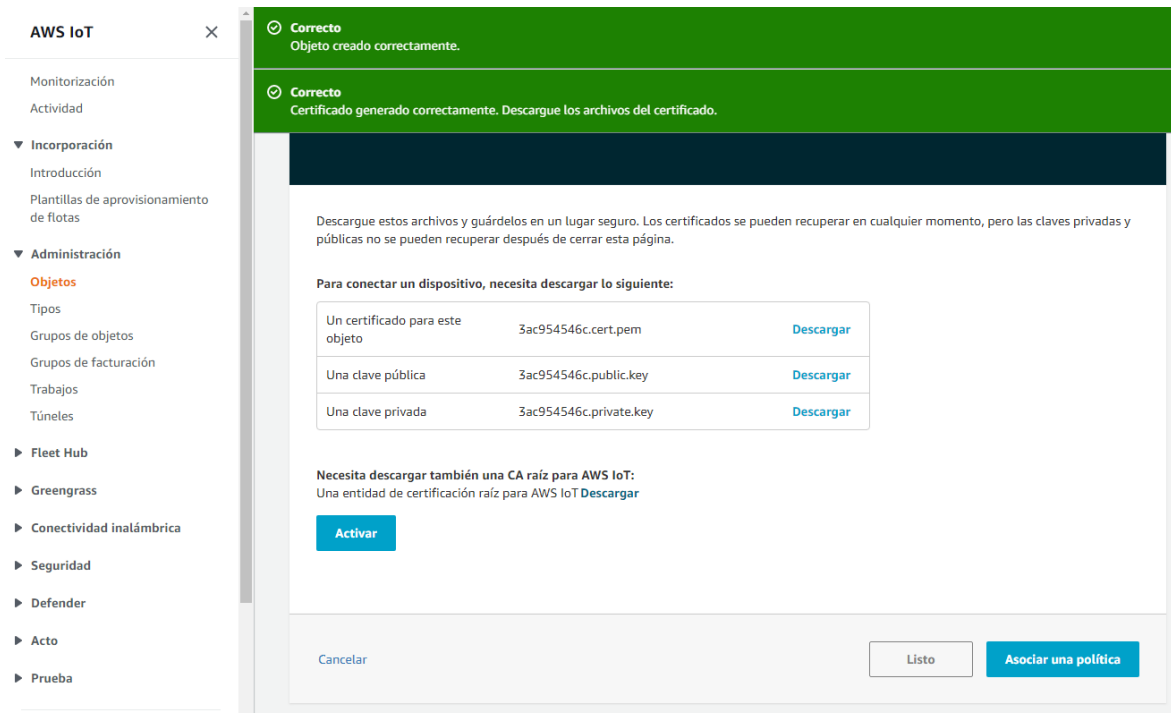 AWS IoT
Monitorización
Actividad
Incorporación
Introducción
Plantillas de aprovisionamiento
de flotas
Administración
Objetos
Tipos
Grupos de objetos
Grupos de facturación
Trabajos
Túneles
Fleet Hub
Greengrass
Conectividad inalámbrica
Seguridad
Defender
Acto
Prueba
Correcto
Objeto creado correctamente.
Correcto
Certificado generado correctamente. Descargue los archivos del certificado.
Descargue estos archivos y guárdelos en un lugar seguro. Los certificados se pueden recuperar en cualquier momento, pero las claves privadas y
públicas no se pueden recuperar después de cerrar esta página.
Para conectar un dispositivo, necesita descargar lo siguiente:
Un certificado para este
objeto
3ac954546c.cert.pem
Descargar
Una clave pública
3ac954546c.public.key
Descargar
Una clave privada
3ac954546c.private.key
Descargar
Necesita descargar también una CA raíz para AWS IoT:
Una entidad de certificación raíz para AWS IoT Descargar
Activar
Cancelar
Listo
Asociar una política